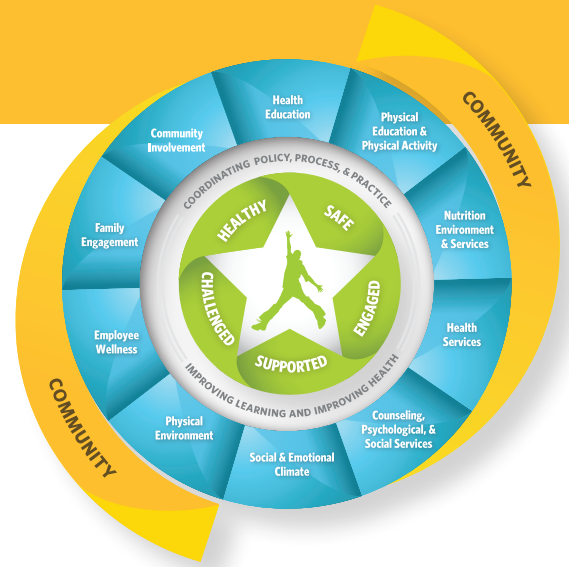 COMMUNITY
Health
Education
Physical
Education &
Physical Activity
Nutrition
Environment
& Services
Health
Services
Counseling,
Psychological, &
Social Services
Social & Emotional
Climate
Physical
Environment
Employee
Wellness
Family
Engagement
Community
Involvement
COORDINATING POLICY, PROCESS, & PRACTICE
IMPROVING LEARNING AND IMPROVING HEALTH
HEALTHY
SAFE
ENGAGED
SUPPORTED
CHALLENGED
COMMUNITY